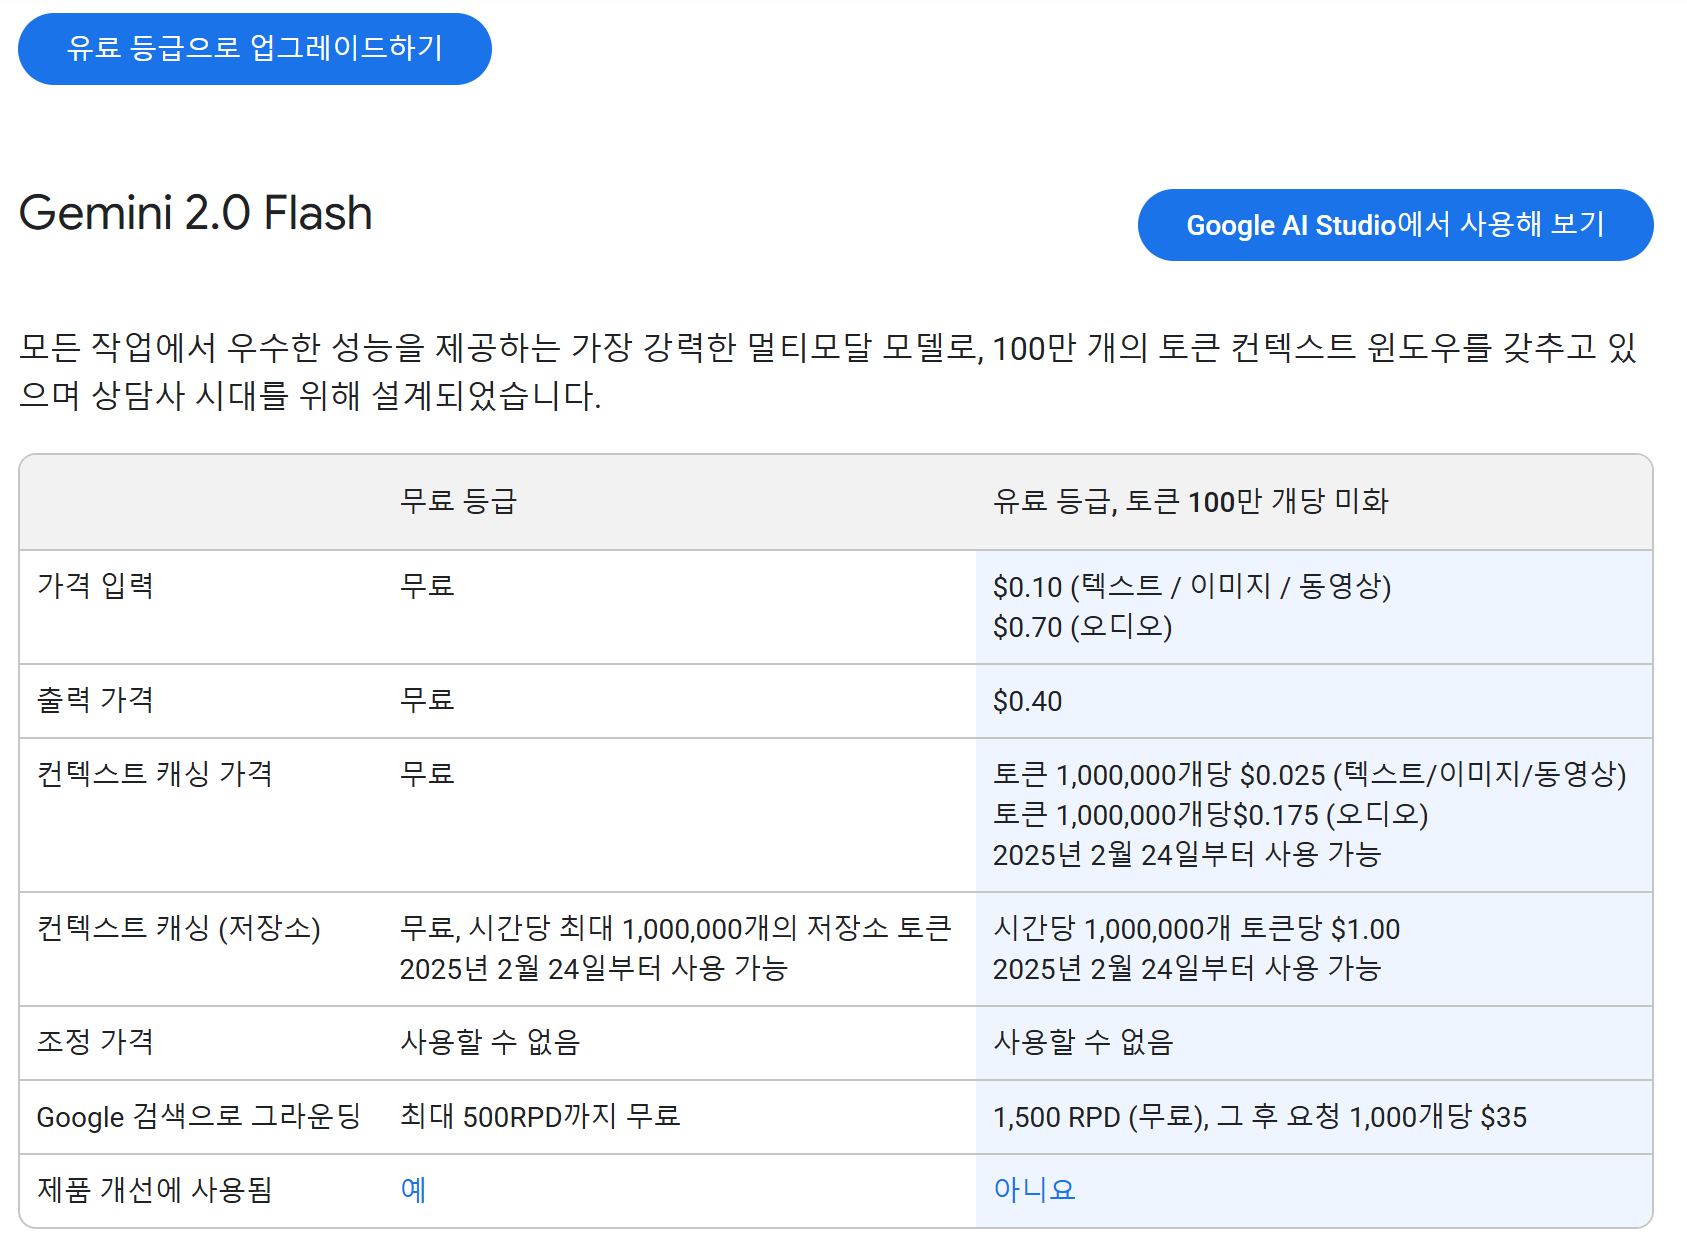 유료 등급으로 업그레이드하기
Gemini 2.0 Flash
Google AI Studio에서 사용해 보기
모든 작업에서 우수한 성능을 제공하는 가장 강력한 멀티모달 모델로, 100만 개의 토큰 컨텍스트 윈도우를 갖추고 있
으며 상담사 시대를 위해 설계되었습니다.
무료 등급
유료 등급, 토큰 100만 개당 미화
가격 입력
무료
$0.10 (텍스트 / 이미지 / 동영상)
$0.70 (오디오)
출력 가격
무료
$0.40
컨텍스트 캐싱 가격
무료
토큰 1,000,000개당 $0.025 (텍스트/이미지/동영상)
토큰 1,000,000개당$0.175 (오디오)
2025년 2월 24일부터 사용 가능
컨텍스트 캐싱 (저장소)
무료, 시간당 최대 1,000,000개의 저장소 토큰
2025년 2월 24일부터 사용 가능
시간당 1,000,000개 토큰당 $1.00
2025년 2월 24일부터 사용 가능
조정 가격
사용할 수 없음
사용할 수 없음
Google 검색으로 그라운딩
최대 500RPD까지 무료
1,500 RPD (무료), 그 후 요청 1,000개당 $35
제품 개선에 사용됨
예
아니요